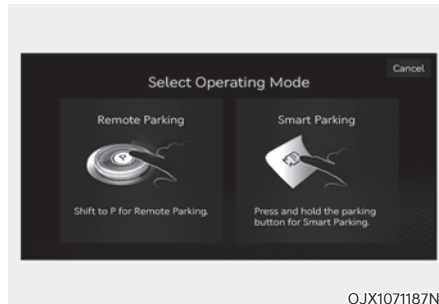 Cancel
Select Operating Mode
Remote Parking
Smart Parking
P
Shift to P for Remote Parking.
Press and hold the parking
button for Smart Parking.
OJX1071187N